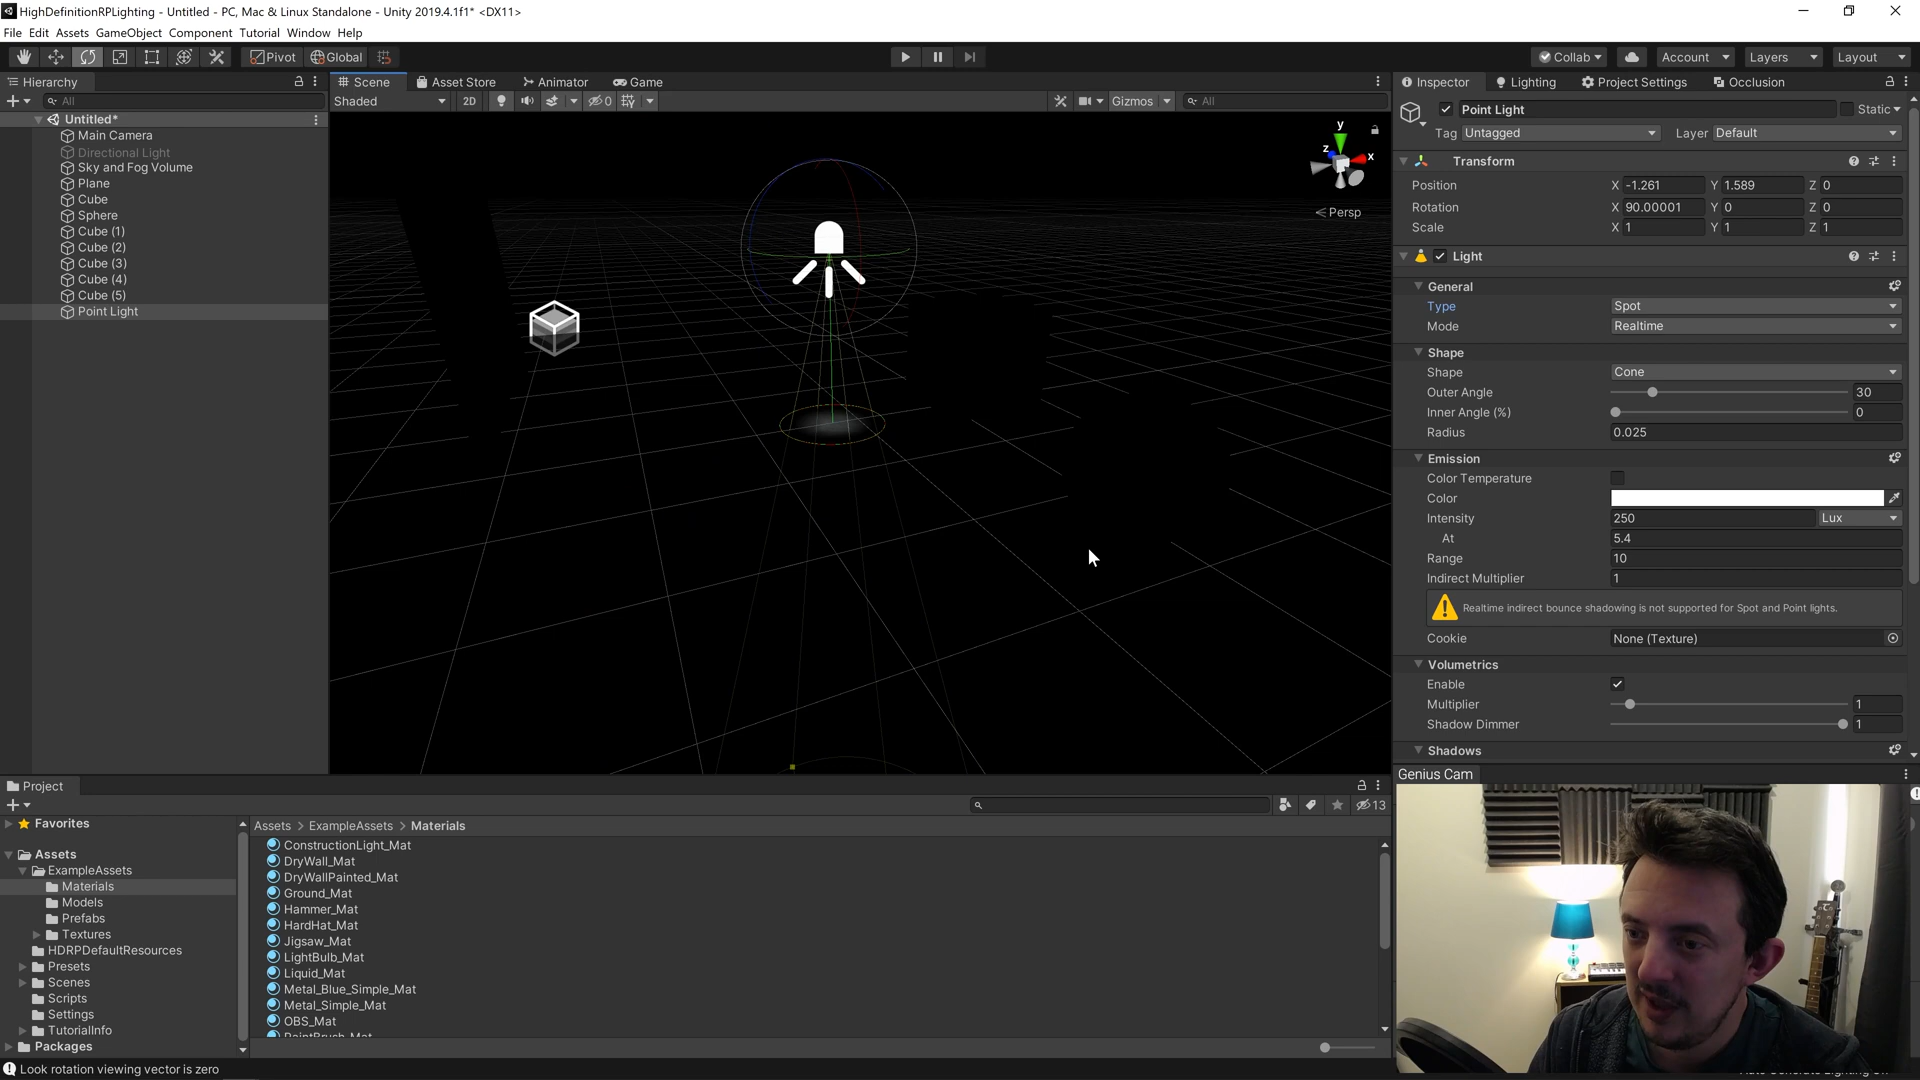 HighDefinitionRPLighting - Untitled - PC, Mac & Linux Standalone - Unity 2019.4.1f1* <DX11>
File Edit Assets GameObject Component Tutorial Window Help
Pivot Global Collab Account Layers Layout
Hierarchy
All
Untitled*
Main Camera
Directional Light
Sky and Fog Volume
Plane
Cube
Sphere
Cube (1)
Cube (2)
Cube (3)
Cube (4)
Cube (5)
Point Light
Scene Asset Store Animator Game
Shaded 2D 0 Gizmos All
y
z x
Persp
Inspector Lighting Project Settings Occlusion
Point Light Static
Tag Untagged Layer Default
Transform
Position X -1.261 Y 1.589 Z 0
Rotation X 90.00001 Y 0 Z 0
Scale X 1 Y 1 Z 1
Light
General
Type Spot
Mode Realtime
Shape
Shape Cone
Outer Angle 30
Inner Angle (%) 0
Radius 0.025
Emission
Color Temperature
Color
Intensity 250 Lux
At 5.4
Range 10
Indirect Multiplier 1
Realtime indirect bounce shadowing is not supported for Spot and Point lights.
Cookie None (Texture)
Volumetrics
Enable
Multiplier 1
Shadow Dimmer 1
Shadows
Genius Cam
Project
13
Favorites
Assets
ExampleAssets
Materials
Models
Prefabs
Textures
HDRPDefaultResources
Presets
Scenes
Scripts
Settings
TutorialInfo
Packages
Assets > ExampleAssets > Materials
ConstructionLight_Mat
DryWall_Mat
DryWallPainted_Mat
Ground_Mat
Hammer_Mat
HardHat_Mat
Jigsaw_Mat
LightBulb_Mat
Liquid_Mat
Metal_Blue_Simple_Mat
Metal_Simple_Mat
OBS_Mat
PaintBrush_Mat
Look rotation viewing vector is zero